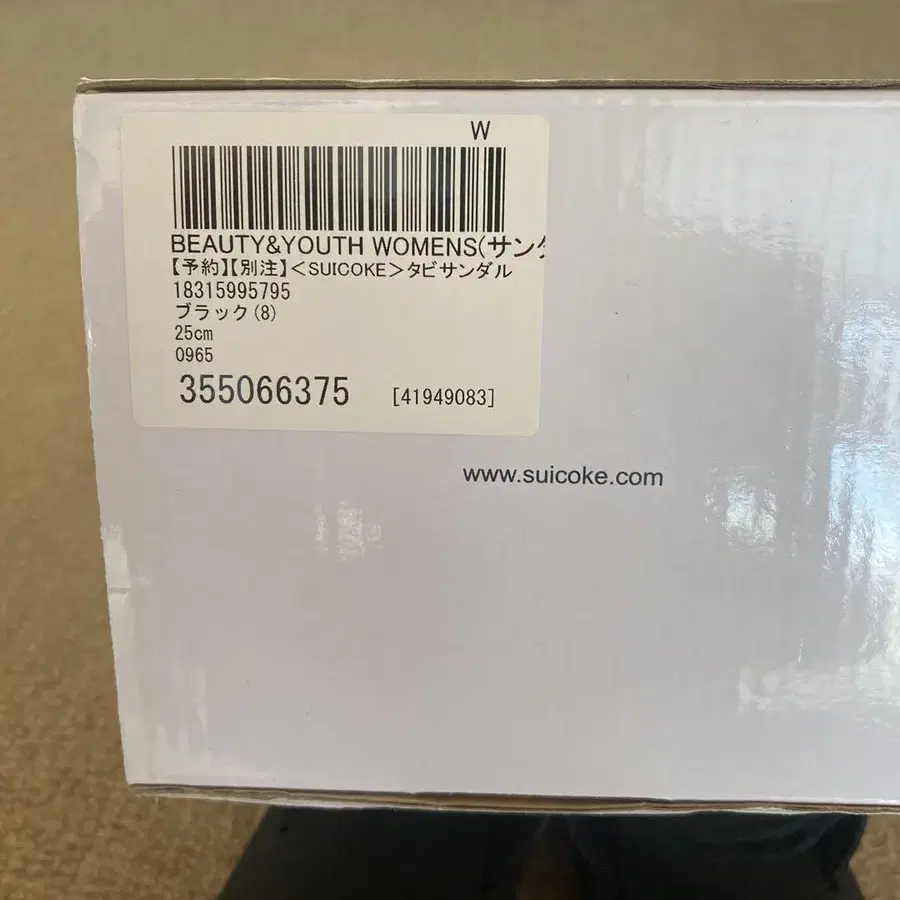 W
BEAUTY&YOUTH WOMENS(サン
【予約】【別注】<SUICOKE>タビサンダル
18315995795
ブラック(8)
25cm
0965
355066375 [41949083]
www.suicoke.com